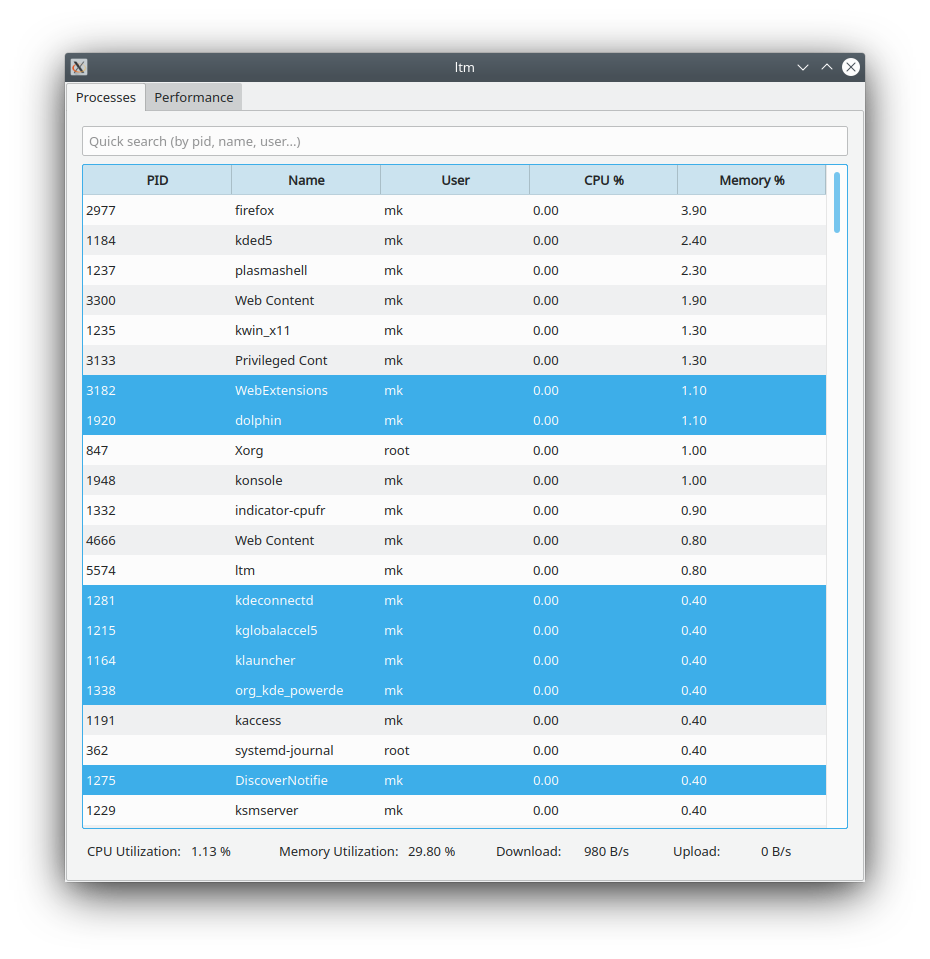 ltm
Processes Performance
Quick search (by pid, name, user...)
PID Name User CPU % Memory %
2977 firefox mk 0.00 3.90
1184 kded5 mk 0.00 2.40
1237 plasmashell mk 0.00 2.30
3300 Web Content mk 0.00 1.90
1235 kwin_x11 mk 0.00 1.30
3133 Privileged Cont mk 0.00 1.30
3182 WebExtensions mk 0.00 1.10
1920 dolphin mk 0.00 1.10
847 Xorg root 0.00 1.00
1948 konsole mk 0.00 1.00
1332 indicator-cpufr mk 0.00 0.90
4666 Web Content mk 0.00 0.80
5574 ltm mk 0.00 0.80
1281 kdeconnectd mk 0.00 0.40
1215 kglobalaccel5 mk 0.00 0.40
1164 klauncher mk 0.00 0.40
1338 org_kde_powerde mk 0.00 0.40
1191 kaccess mk 0.00 0.40
362 systemd-journal root 0.00 0.40
1275 DiscoverNotifie mk 0.00 0.40
1229 ksmserver mk 0.00 0.40
CPU Utilization: 1.13 % Memory Utilization: 29.80 % Download: 980 B/s Upload: 0 B/s